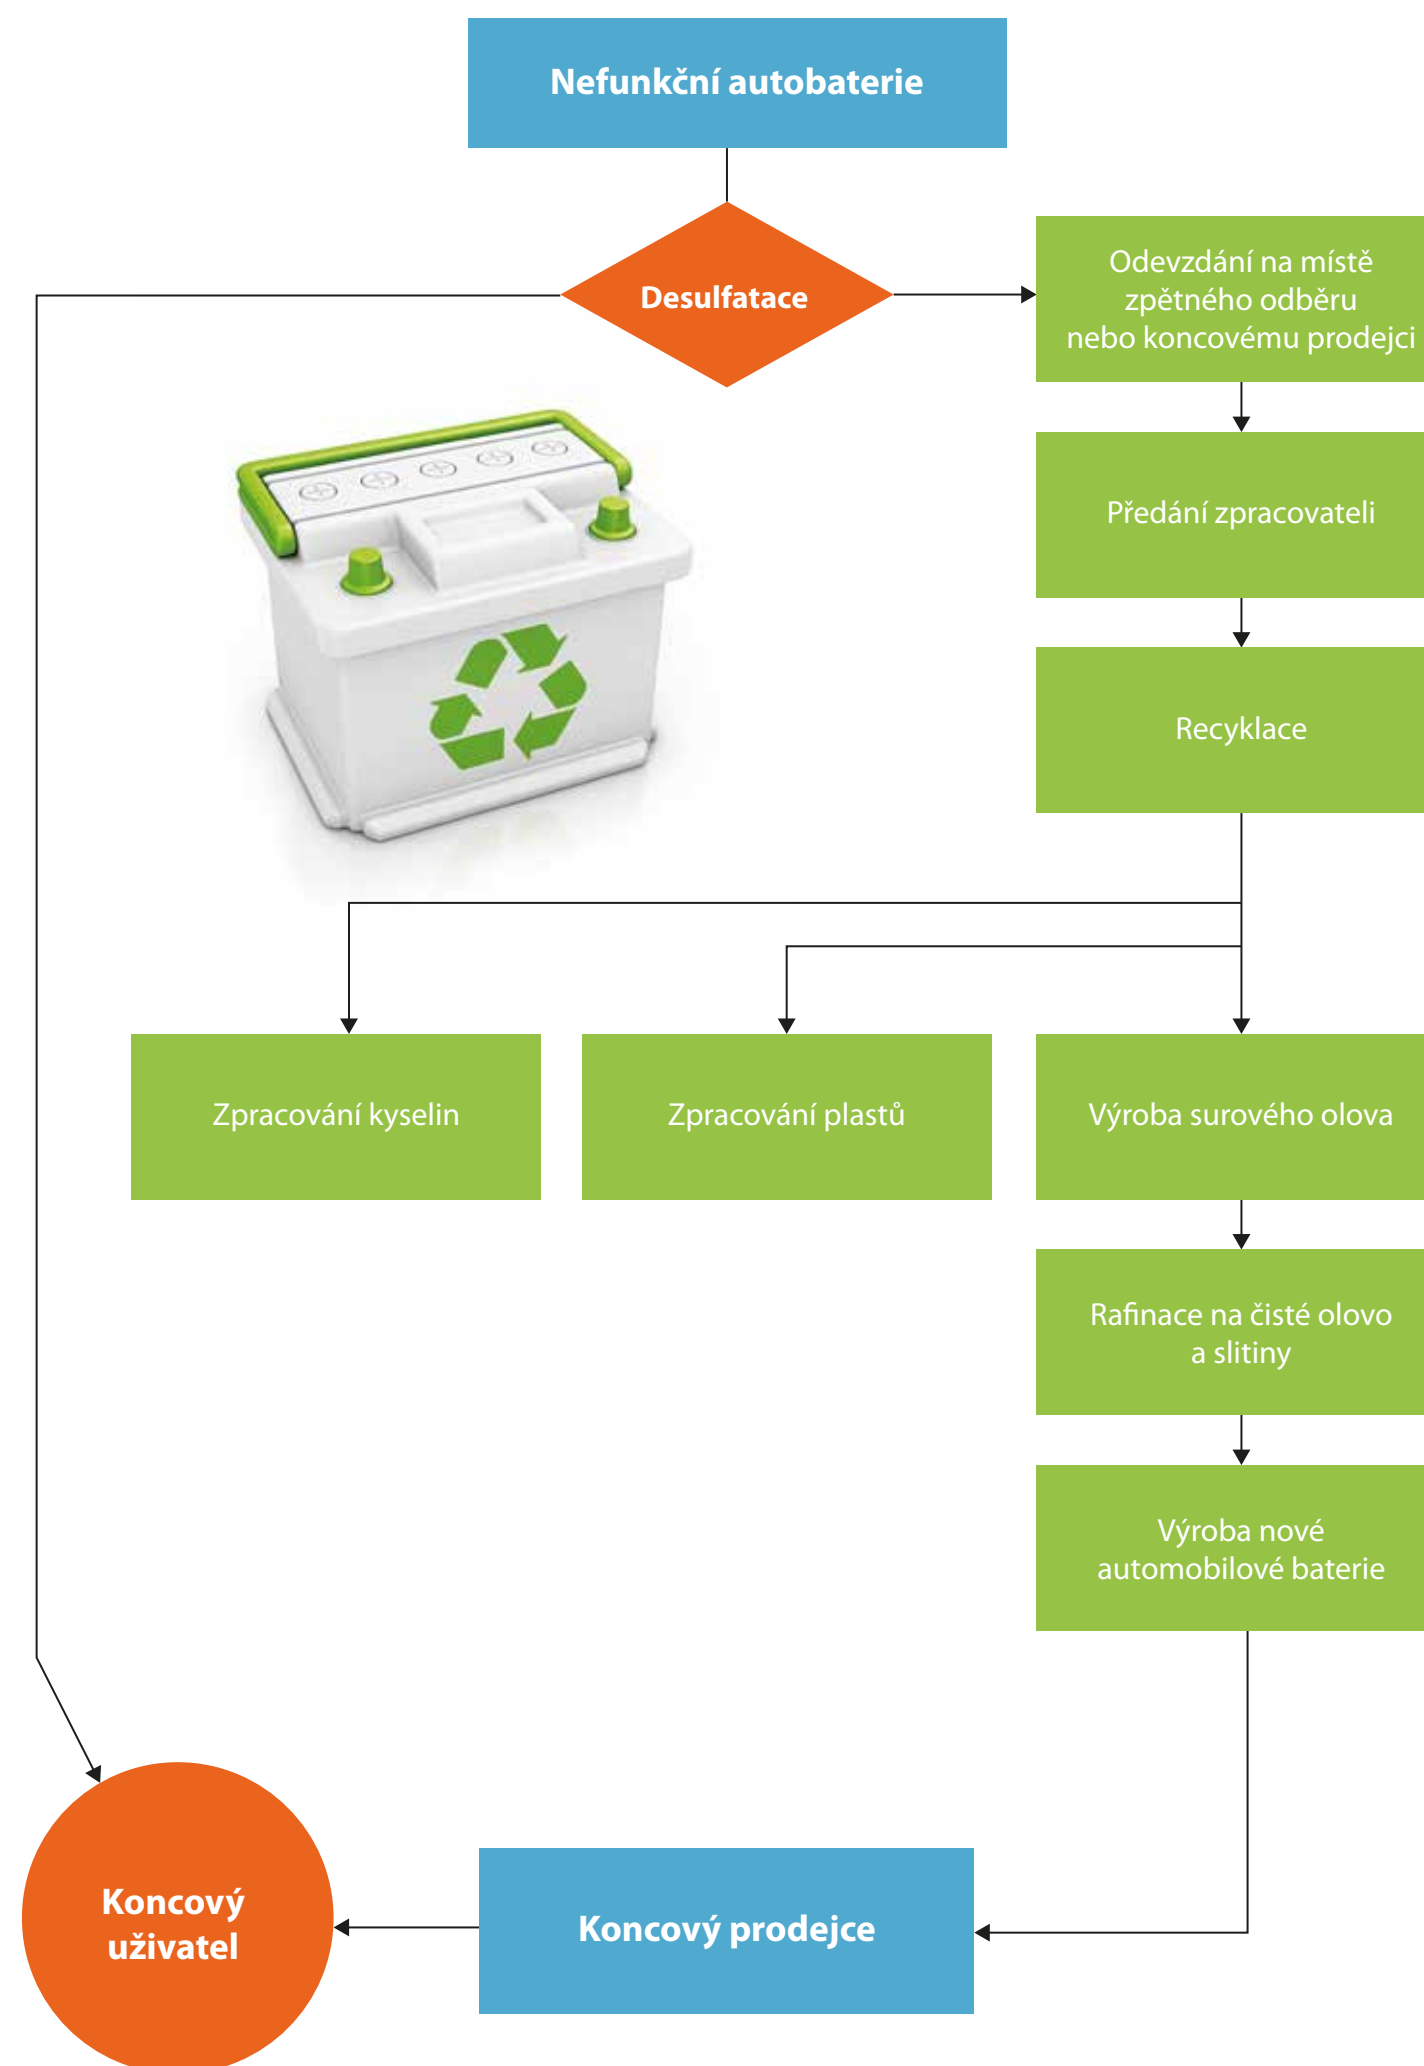 Nefunkční autobaterie
Desulfatace
Odevzdání na místě
zpětného odběru
nebo koncovému prodejci
Předání zpracovateli
Recyklace
Zpracování kyselin
Zpracování plastů
Výroba surového olova
Rafinace na čisté olovo
a slitiny
Výroba nové
automobilové baterie
Koncový
uživatel
Koncový prodejce